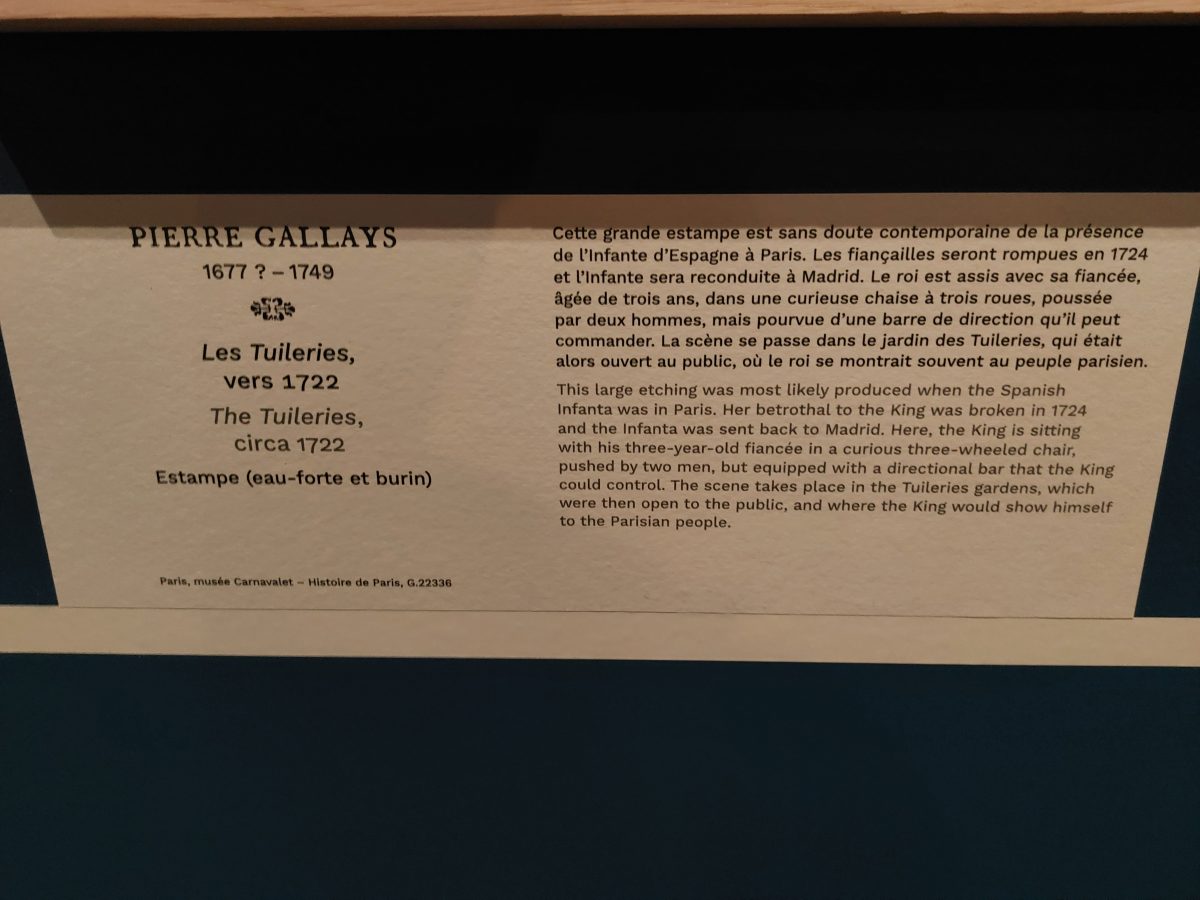 PIERRE GALLAYS
1677 ? – 1749
Les Tuileries,
vers 1722
The Tuileries,
circa 1722
Estampe (eau-forte et burin)
Paris, musée Carnavalet – Histoire de Paris, G.22336
Cette grande estampe est sans doute contemporaine de la présence
de l’Infante d’Espagne à Paris. Les fiançailles seront rompues en 1724
et l’Infante sera reconduite à Madrid. Le roi est assis avec sa fiancée,
âgée de trois ans, dans une curieuse chaise à trois roues, poussée
par deux hommes, mais pourvue d’une barre de direction qu’il peut
commander. La scène se passe dans le jardin des Tuileries, qui était
alors ouvert au public, où le roi se montrait souvent au peuple parisien.
This large etching was most likely produced when the Spanish
Infanta was in Paris. Her betrothal to the King was broken in 1724
and the Infanta was sent back to Madrid. Here, the King is sitting
with his three-year-old fiancée in a curious three-wheeled chair,
pushed by two men, but equipped with a directional bar that the King
could control. The scene takes place in the Tuileries gardens, which
were then open to the public, and where the King would show himself
to the Parisian people.